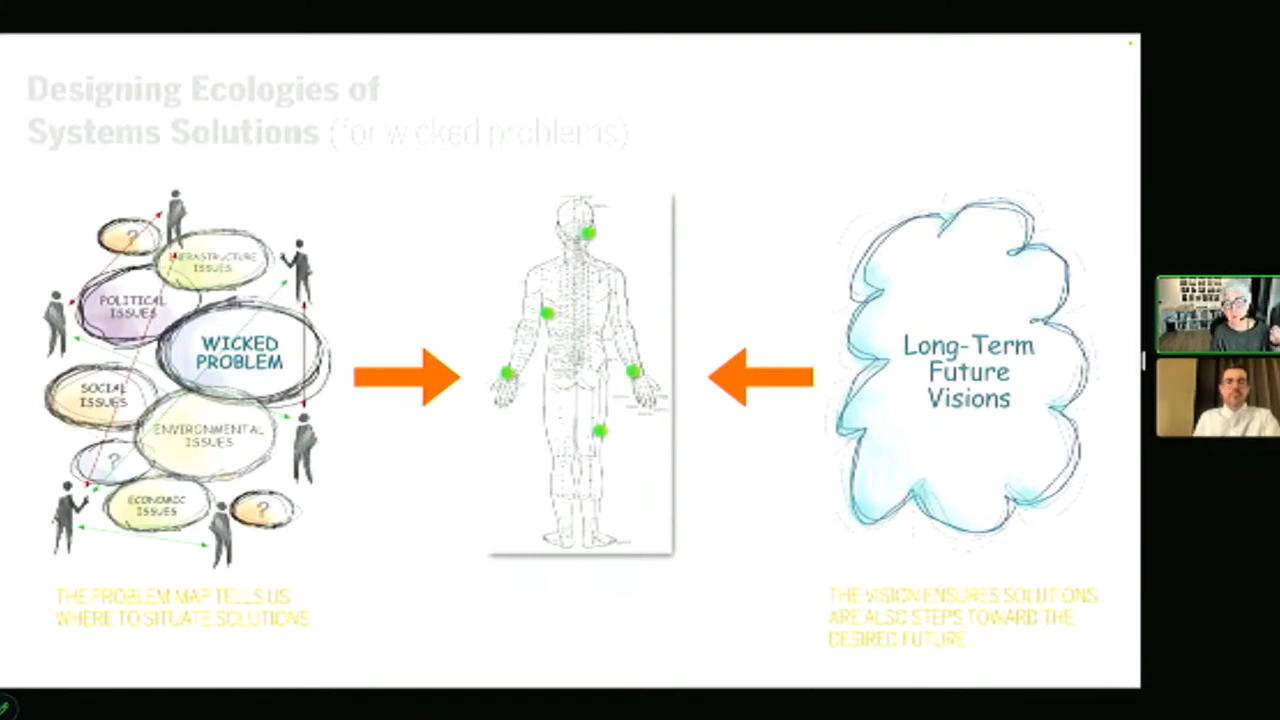 Designing Ecologies of
Systems Solutions (for wicked problems)
?
INFRASTRUCTURE
ISSUES
POLITICAL
ISSUES
WICKED
PROBLEM
SOCIAL
ISSUES
ENVIRONMENTAL
ISSUES
?
ECONOMIC
ISSUES
?
THE PROBLEM MAP TELLS US
WHERE TO SITUATE SOLUTIONS
Long-Term
Future
Visions
THE VISION ENSURES SOLUTIONS
ARE ALSO STEPS TOWARD THE
DESIRED FUTURE